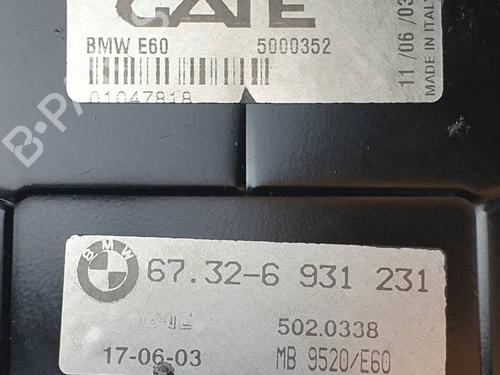 GATE
BMW E60 5000352
01047818
11/06/03
MADE IN ITALY
BMW
67.32-6 931 231
GATE 502.0338
17-06-03 MB 9520/E60